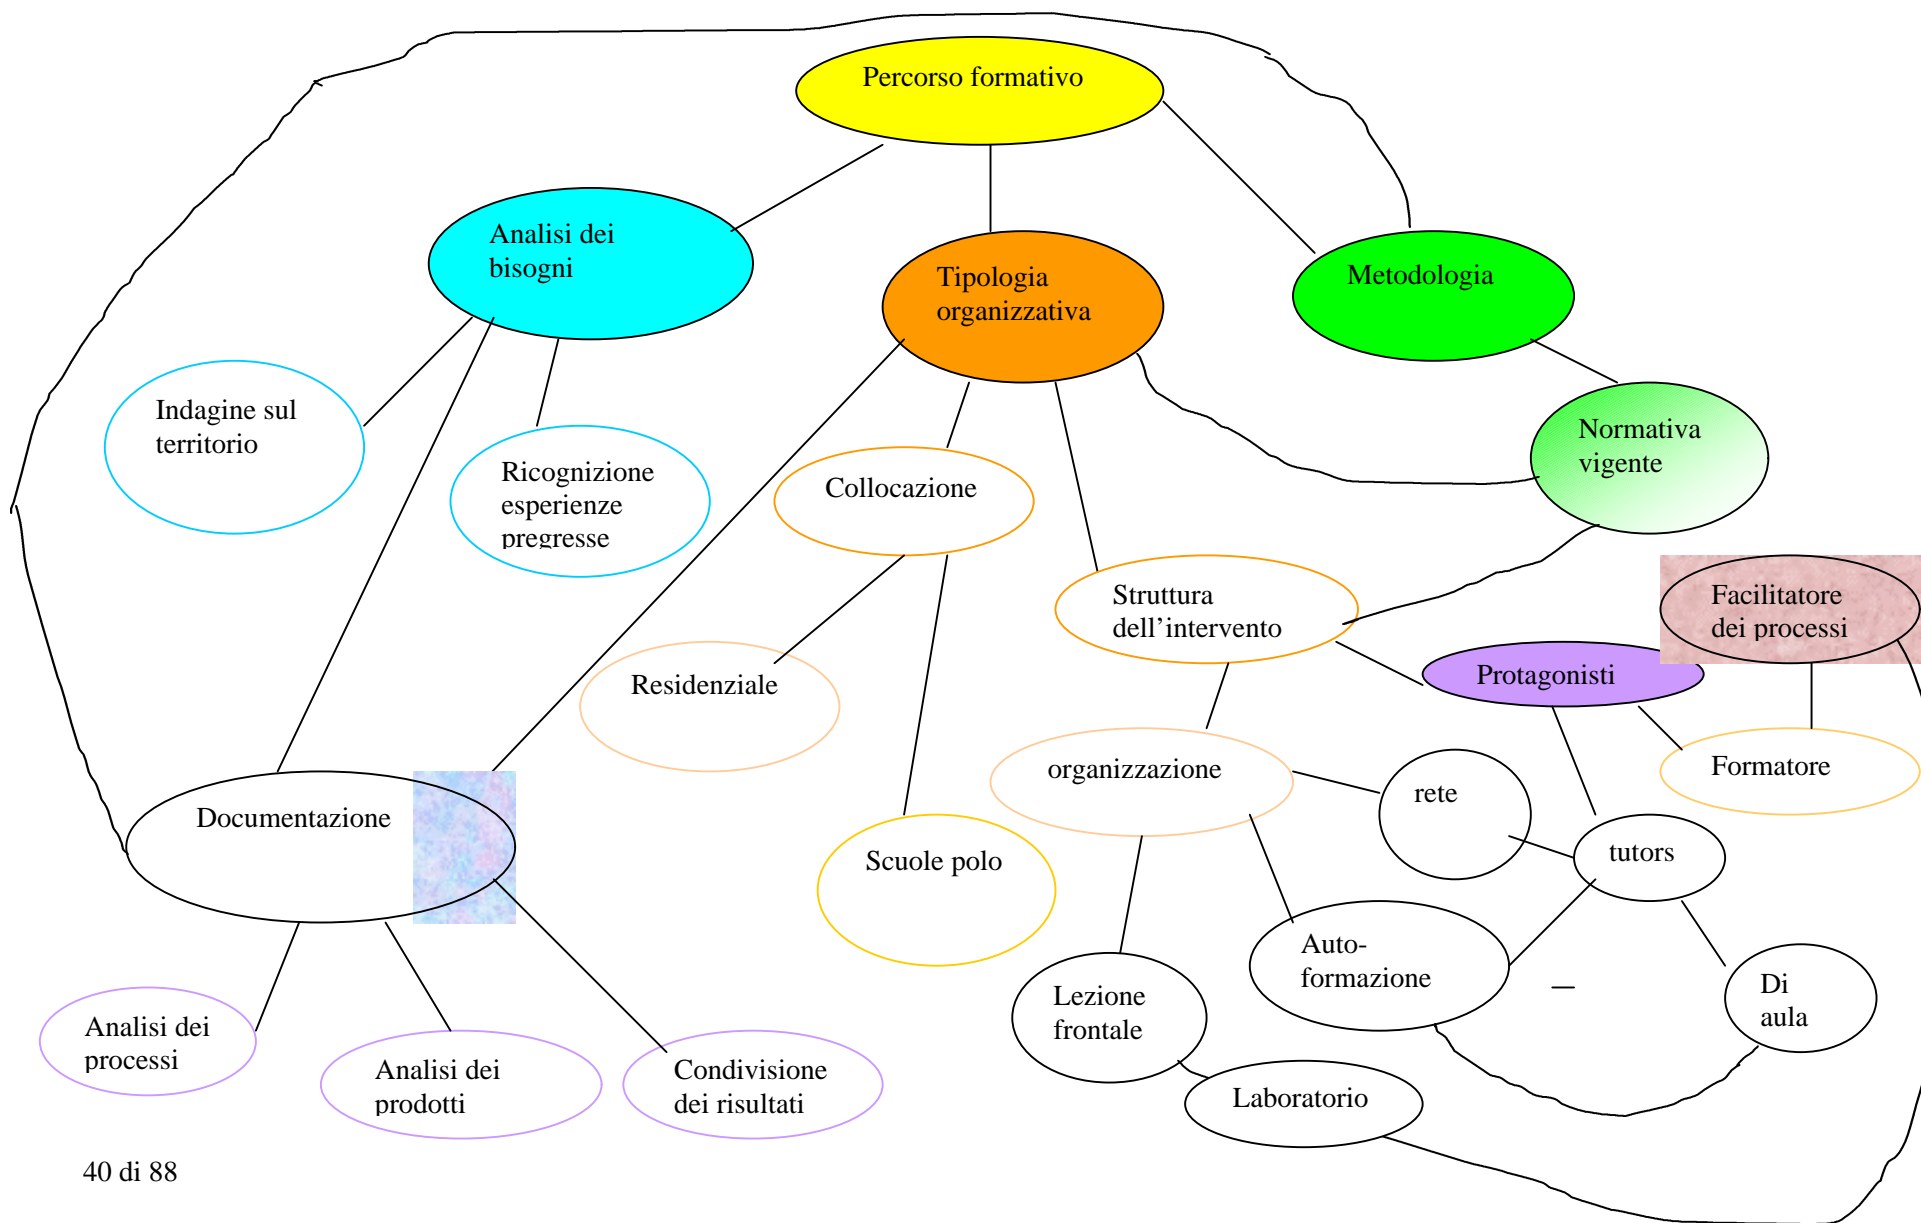 Percorso formativo
Analisi dei
bisogni
Tipologia
organizzativa
Metodologia
Indagine sul
territorio
Ricognizione
esperienze
pregresse
Collocazione
Normativa
vigente
Struttura
dell’intervento
Facilitatore
dei processi
Residenziale
Protagonisti
organizzazione
rete
Formatore
Documentazione
Scuole polo
tutors
Auto-
formazione
Lezione
frontale
Di
aula
Analisi dei
processi
Analisi dei
prodotti
Condivisione
dei risultati
Laboratorio
40 di 88